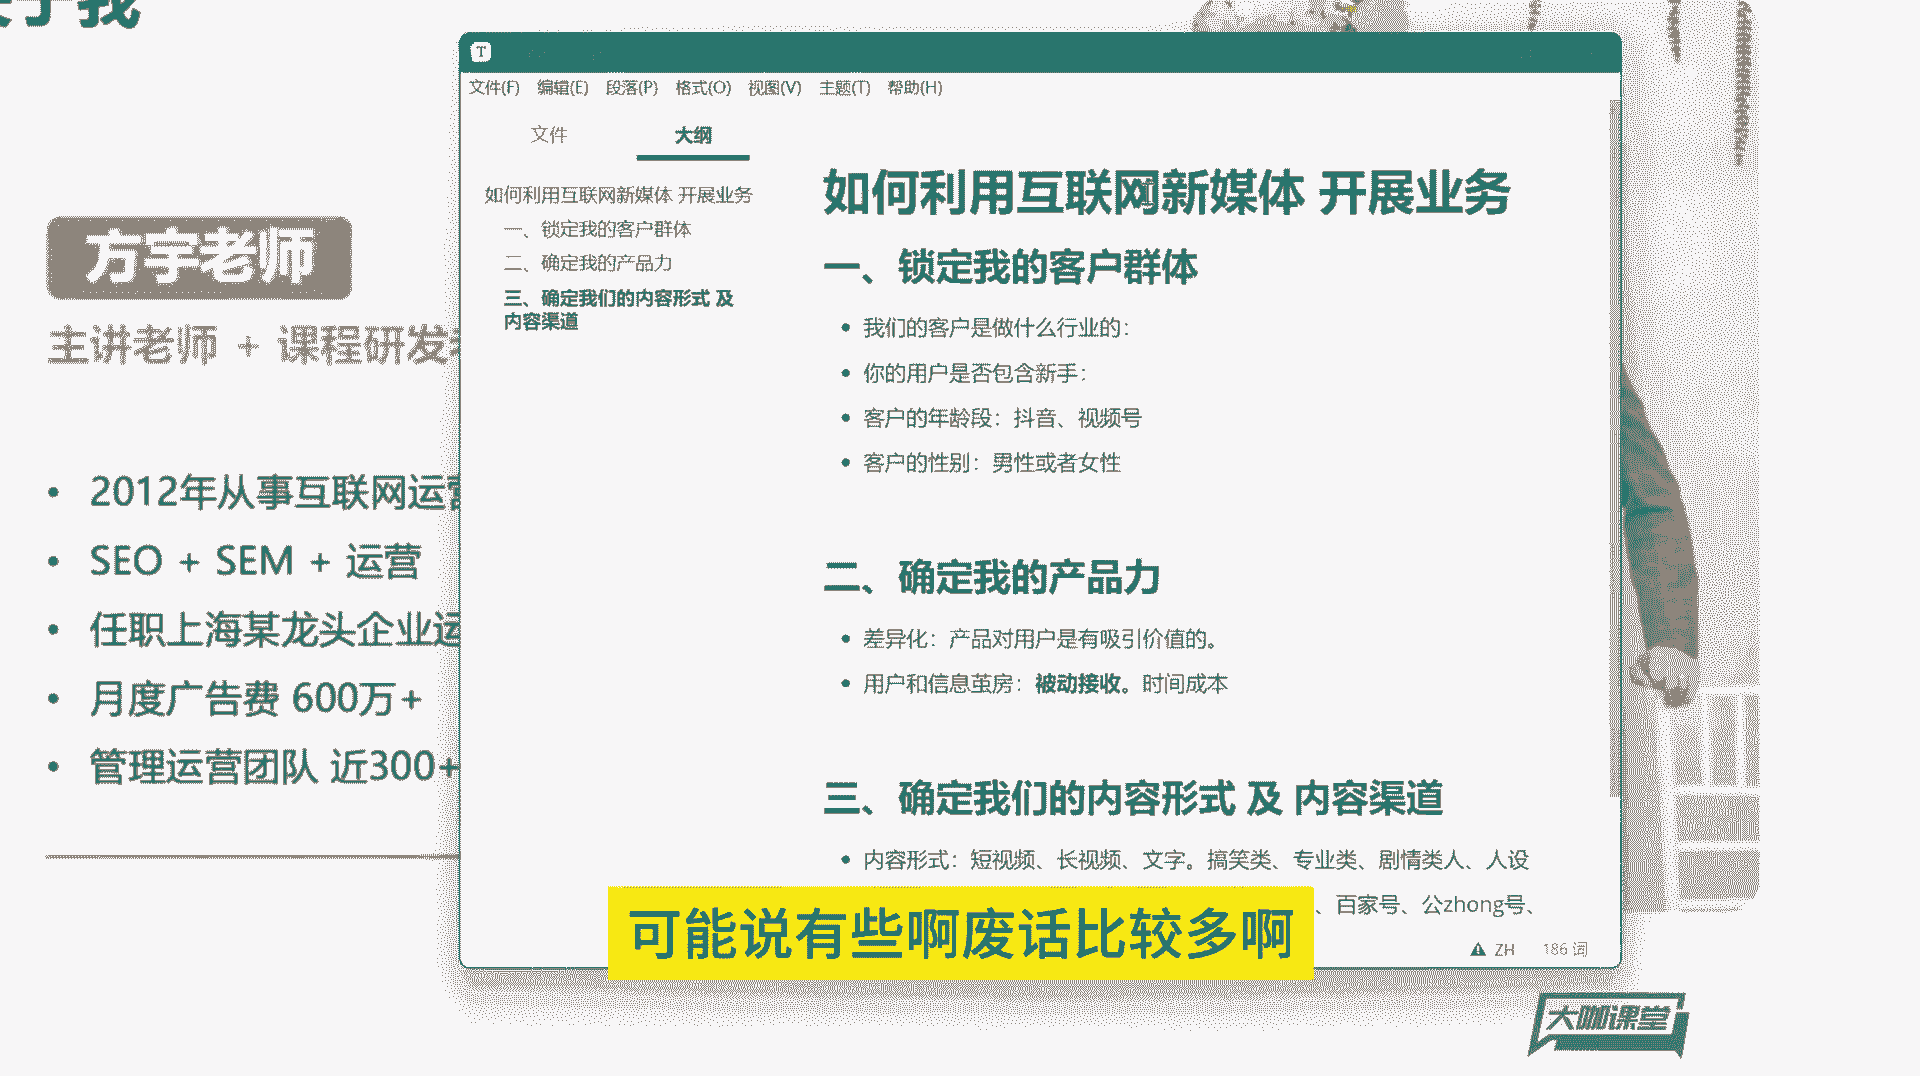 于我
方宇老师
主讲老师 + 课程研发
2012年从事互联网运营
SEO + SEM + 运营
任职上海某龙头企业运
月度广告费 600万+
管理运营团队 近300+
T
文件(F) 编辑(E) 段落(P) 格式(O) 视图(V) 主题(T) 帮助(H)
文件 大纲
如何利用互联网新媒体 开展业务
一、锁定我的客户群体
二、确定我的产品力
三、确定我们的内容形式 及
内容渠道
如何利用互联网新媒体 开展业务
一、锁定我的客户群体
我们的客户是做什么行业的：
你的用户是否包含新手：
客户的年龄段：抖音、视频号
客户的性别：男性或者女性
二、确定我的产品力
差异化：产品对用户是有吸引价值的。
用户和信息茧房：被动接收。时间成本
三、确定我们的内容形式 及 内容渠道
内容形式：短视频、长视频、文字。搞笑类、专业类、剧情类人、人设
、百家号、公zhong号、
ZH 186 词
可能说有些啊废话比较多啊
大咖课堂